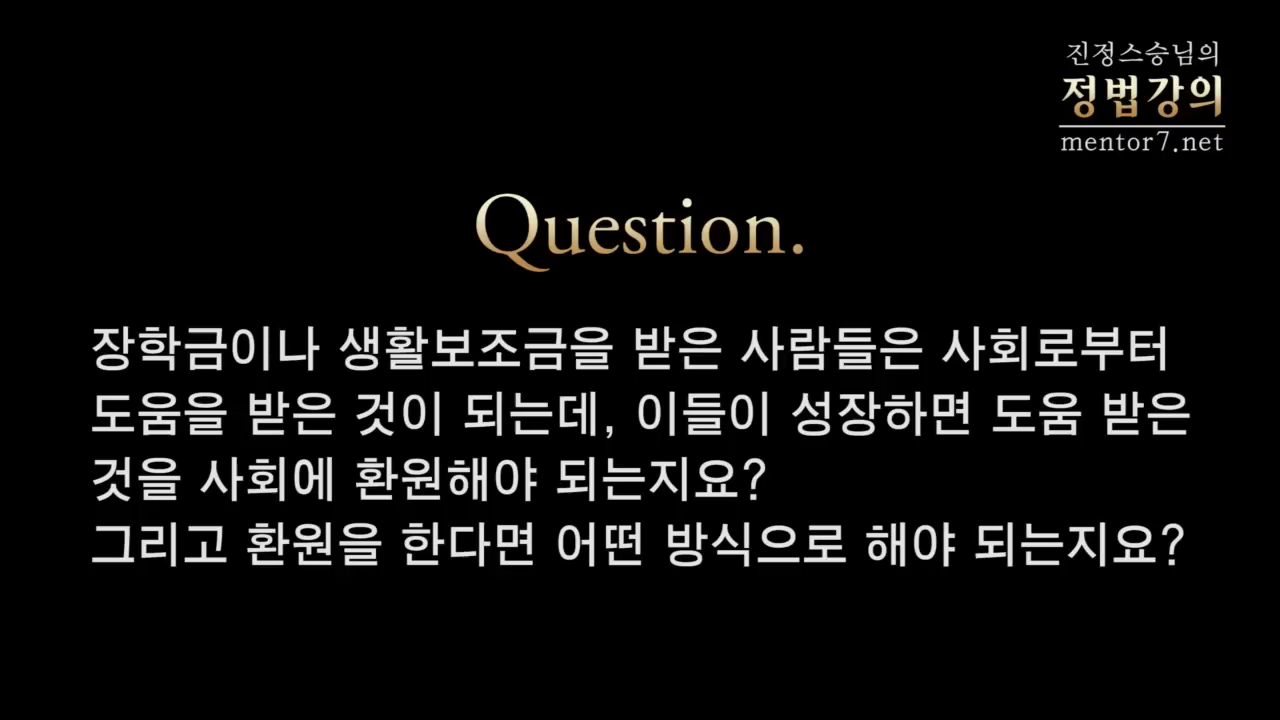 진정스승님의
정법강의
mentor7.net
Question.
장학금이나 생활보조금을 받은 사람들은 사회로부터
도움을 받은 것이 되는데, 이들이 성장하면 도움 받은
것을 사회에 환원해야 되는지요?
그리고 환원을 한다면 어떤 방식으로 해야 되는지요?